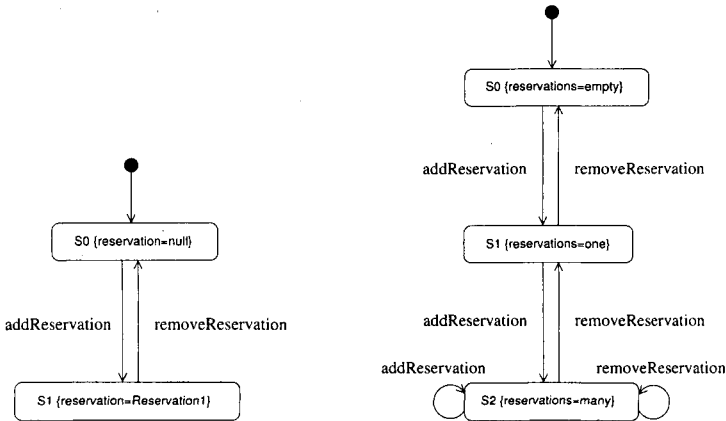 S0 {reservation=null}
addReservation
removeReservation
S1 {reservation=Reservation1}
S0 {reservations=empty}
addReservation
removeReservation
S1 {reservations=one}
addReservation
removeReservation
addReservation
removeReservation
S2 {reservations=many}